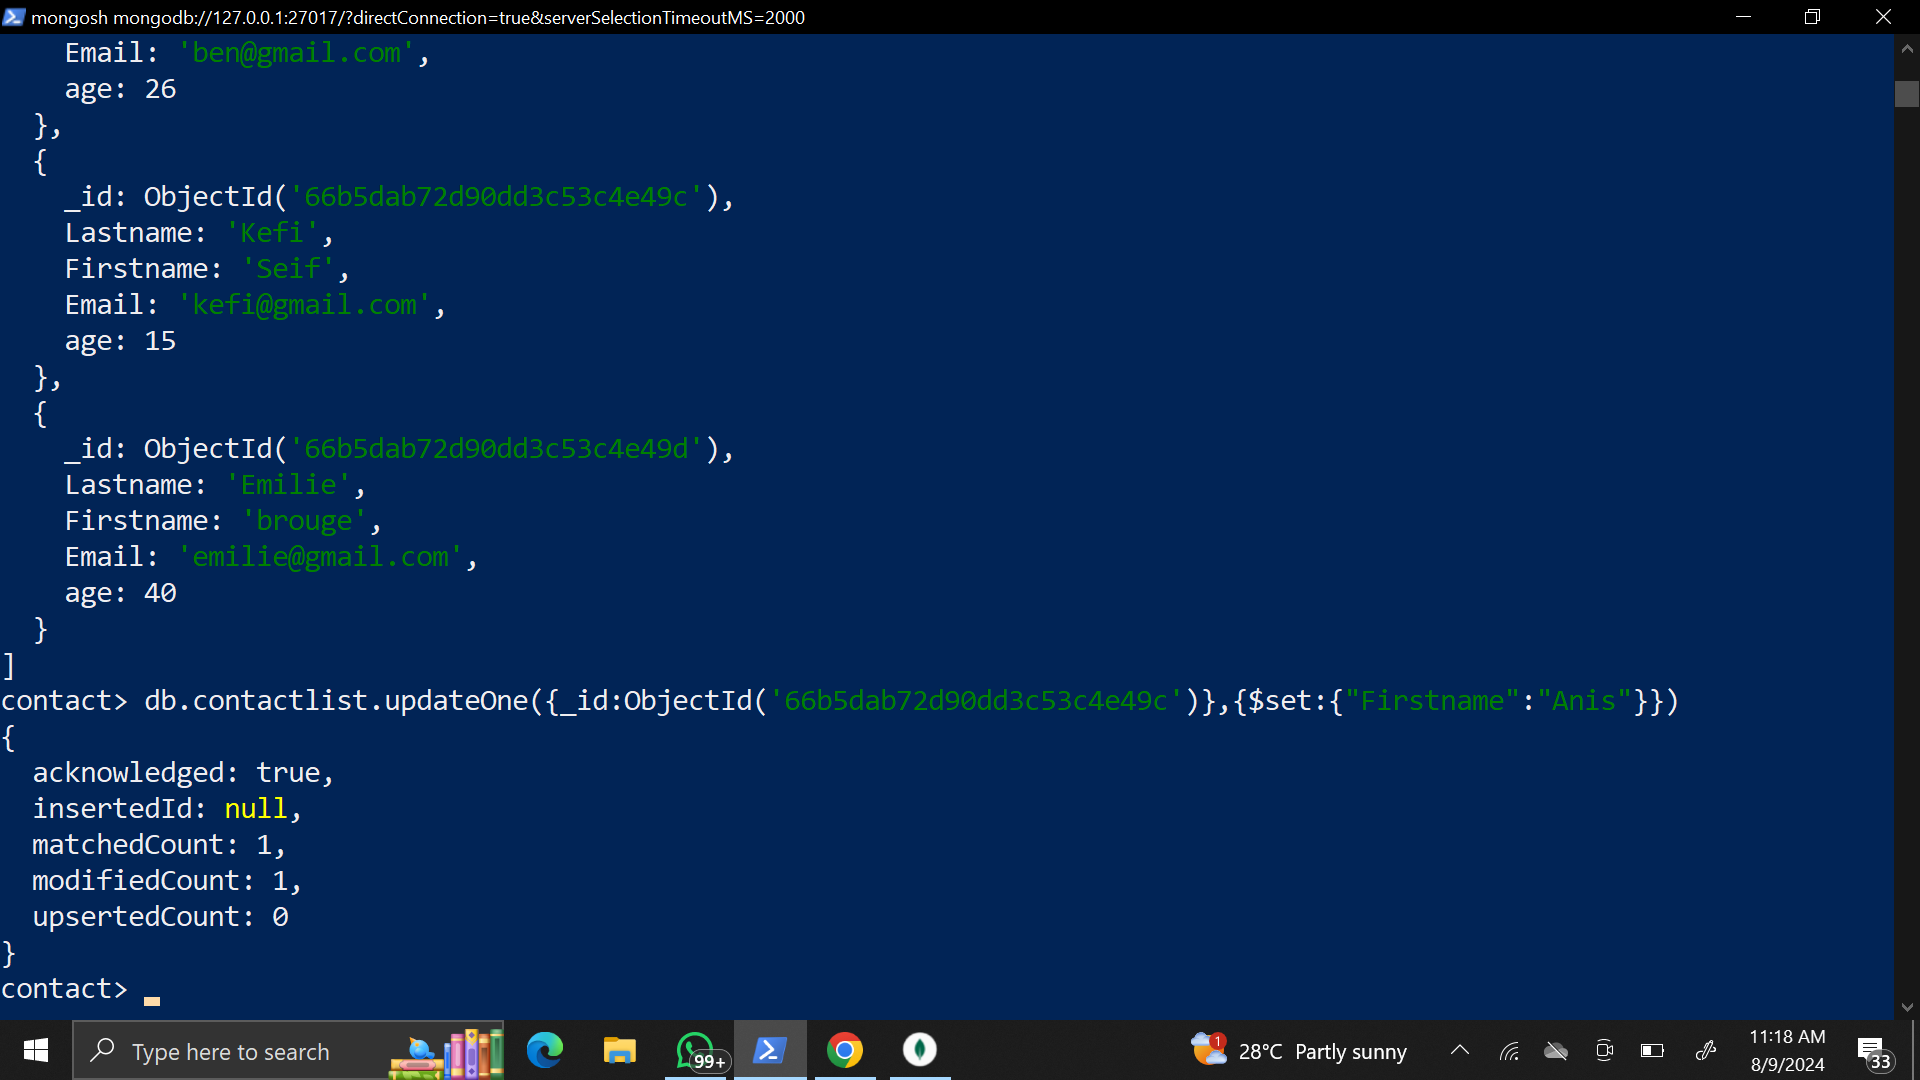 mongosh mongodb://127.0.0.1:27017/?directConnection=true&serverSelectionTimeoutMS=2000
Email: 'ben@gmail.com',
age: 26
},
{
_id: ObjectId('66b5dab72d90dd3c53c4e49c'),
Lastname: 'Kefi',
Firstname: 'Seif',
Email: 'kefi@gmail.com',
age: 15
},
{
_id: ObjectId('66b5dab72d90dd3c53c4e49d'),
Lastname: 'Emilie',
Firstname: 'brouge',
Email: 'emilie@gmail.com',
age: 40
}
]
contact> db.contactlist.updateOne({_id:ObjectId('66b5dab72d90dd3c53c4e49c')},{$set:{"Firstname":"Anis"}})
{
acknowledged: true,
insertedId: null,
matchedCount: 1,
modifiedCount: 1,
upsertedCount: 0
}
contact>
Type here to search
99+
1
28°C Partly sunny
11:18 AM
8/9/2024
33